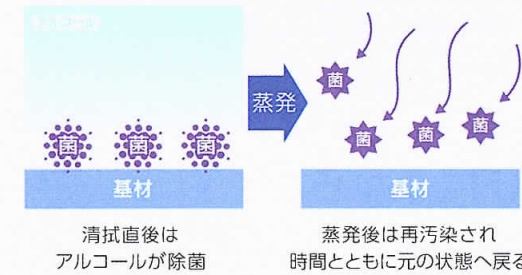 菌 菌 菌
基材
清拭直後は
アルコールが除菌
蒸発
菌
菌 菌 菌
基材
蒸発後は再汚染され
時間とともに元の状態へ戻る